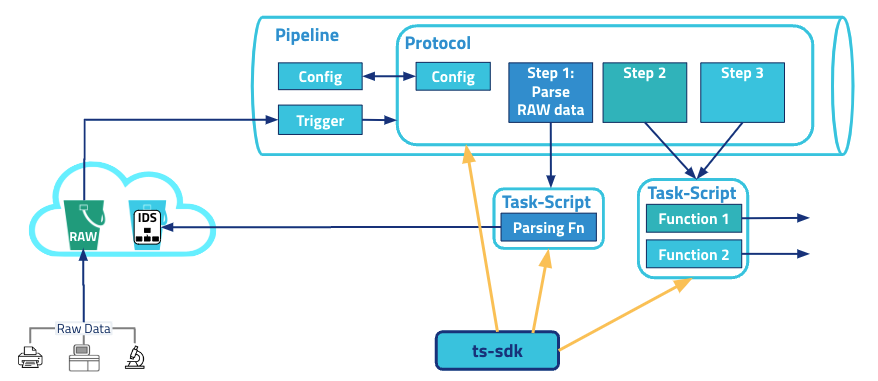 Pipeline
Protocol
Config
Config
Step 1:
Parse
RAW data
Step 2
Step 3
Trigger
Task-Script
Parsing Fn
Task-Script
Function 1
Function 2
RAW
IDS
Raw Data
ts-sdk